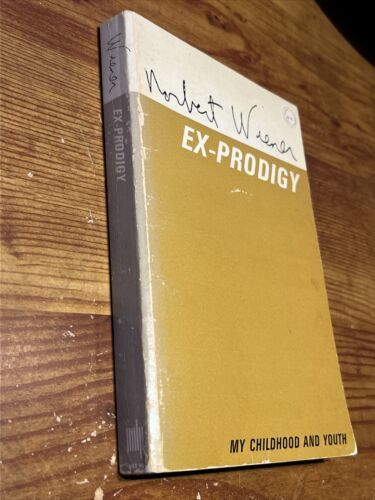 Norbert Wiener
EX-PRODIGY
MY CHILDHOOD AND YOUTH
Wiener
EX-PRODIGY